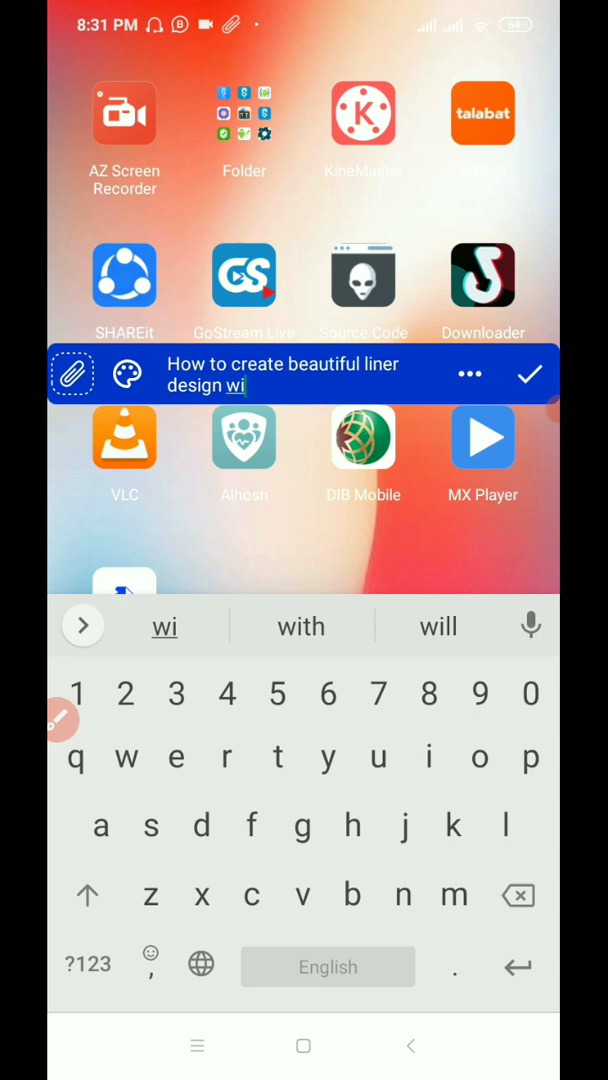 8:31 PM
64
talabat
AZ Screen
Recorder
Folder
KineMaster
talabat
SHAREit
GoStream Live
Source Code
Downloader
How to create beautiful liner
design wi
VLC
Alhosn
DIB Mobile
MX Player
wi with will
1 2 3 4 5 6 7 8 9 0
q w e r t y u i o p
a s d f g h j k l
z x c v b n m
?123 , English .